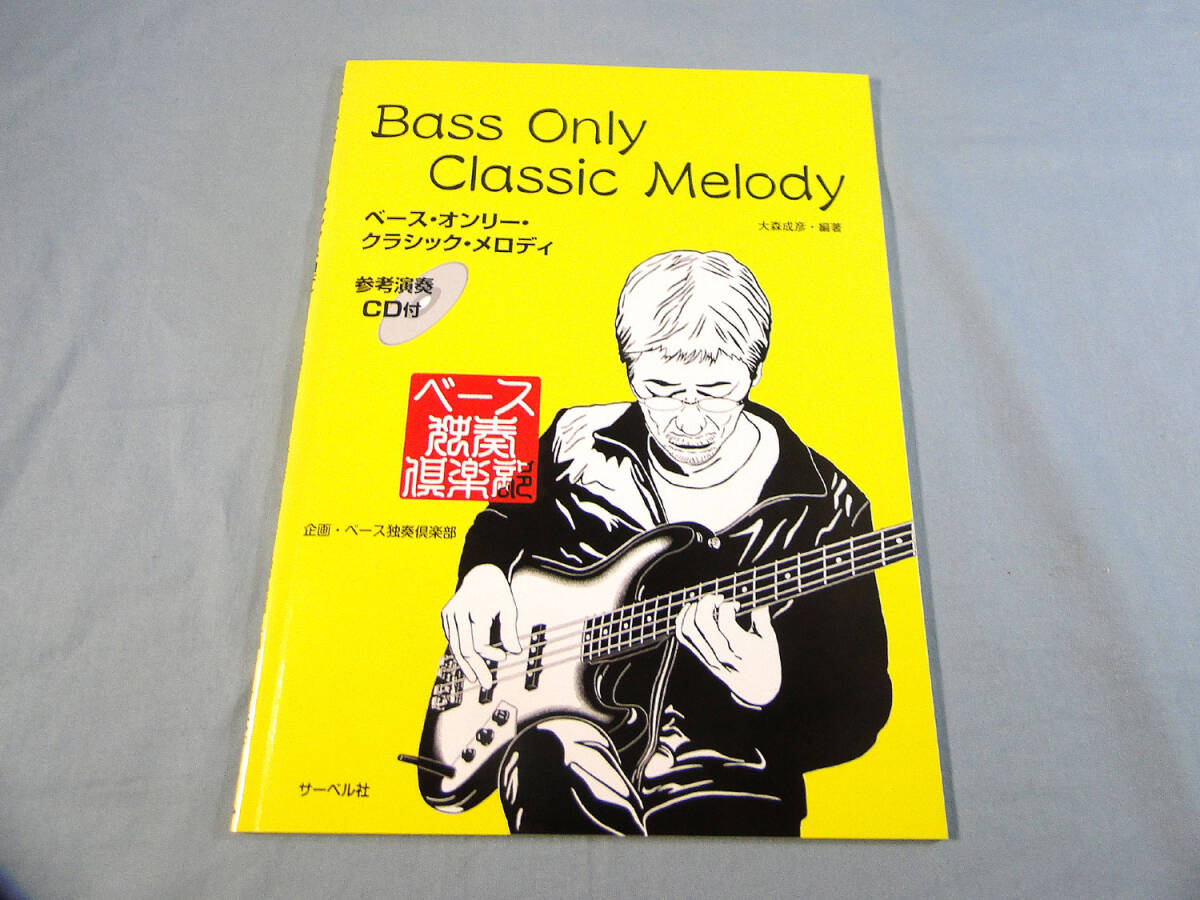 Bass Only
Classic Melody
ベース・オンリー・
クラシック・メロディ
大森成彦・編著
参考演奏
CD付
ベース
独奏
倶楽部
企画・ベース独奏倶楽部
サーベル社